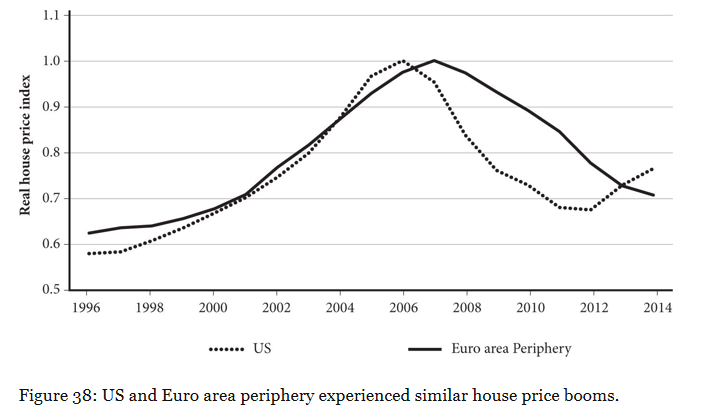 1.1
1.0
0.9
0.8
0.7
0.6
0.5
Real house price index
1996 1998 2000 2002 2004 2006 2008 2010 2012 2014
US Euro area Periphery
Figure 38: US and Euro area periphery experienced similar house price booms.